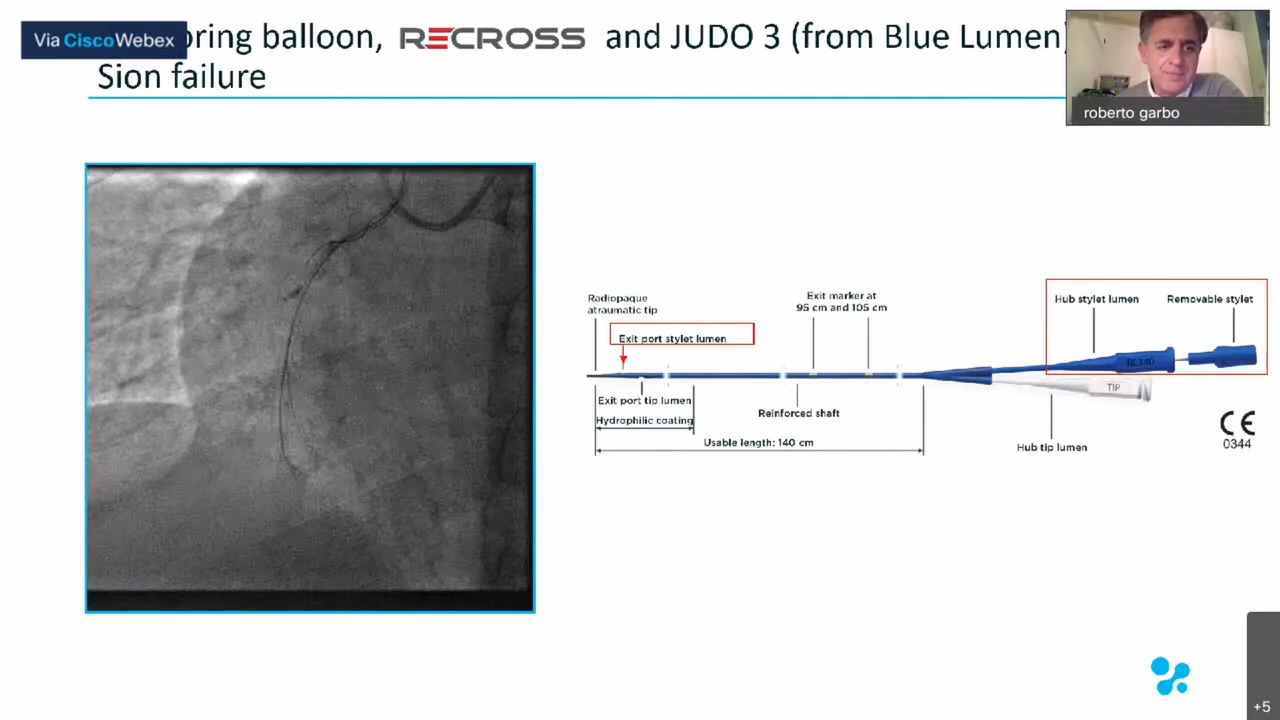 Via CiscoWebex
oring balloon, RECROSS and JUDO 3 (from Blue Lumen)
Sion failure
roberto garbo
Radiopaque
atraumatic tip
Exit port stylet lumen
Exit marker at
95 cm and 105 cm
Hub stylet lumen
Removable stylet
Exit port tip lumen
Hydrophilic coating
Reinforced shaft
TIP
Usable length: 140 cm
Hub tip lumen
CE
0344
+5